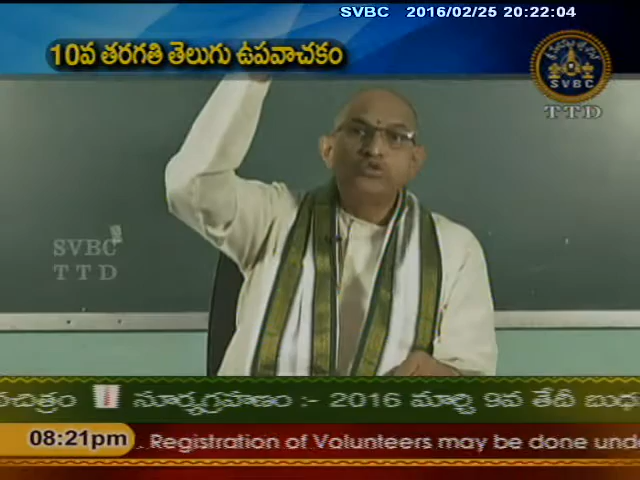 SVBC 2016/02/25 20:22:04
10వ తరగతి తెలుగు ఉపవాచకం
SVBC
TTD
SVBC
TTD
సూర్యగ్రహణం :- 2016 మార్చి 9వ తేదీ
08:21pm
Registration of Volunteers may be done